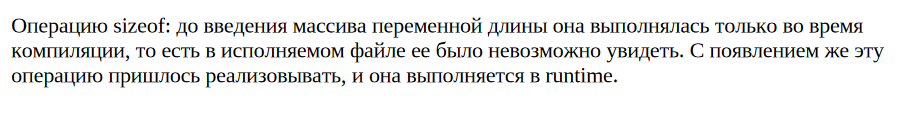 Операцию sizeof: до введения массива переменной длины она выполнялась только во время
компиляции, то есть в исполняемом файле ее было невозможно увидеть. С появлением же эту
операцию пришлось реализовывать, и она выполняется в runtime.